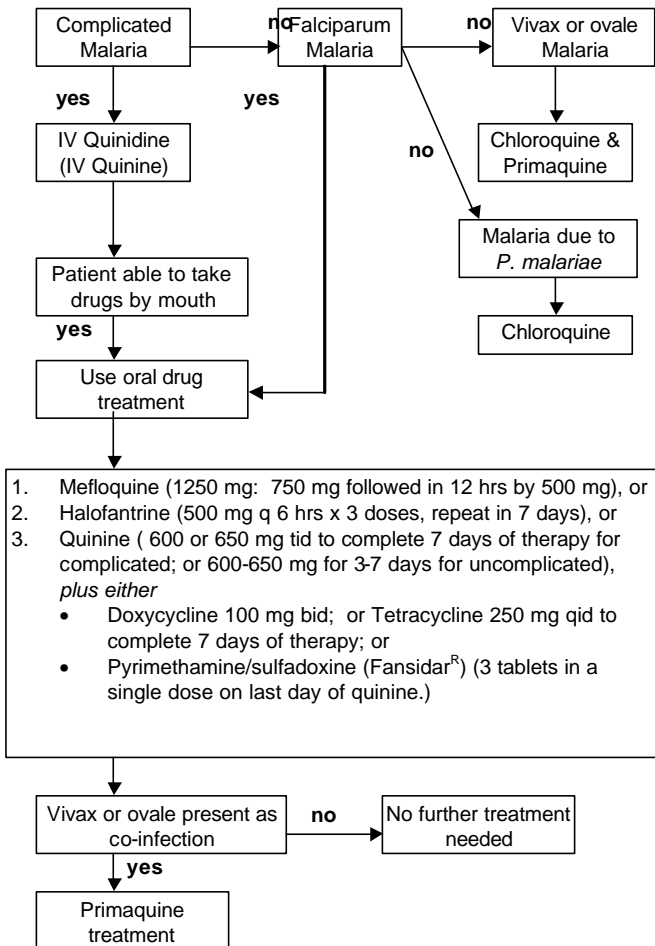 Complicated
Malaria
no
Falciparum
Malaria
no
Vivax or ovale
Malaria
yes
yes
no
IV Quinidine
(IV Quinine)
Chloroquine &
Primaquine
Malaria due to
P. malariae
Patient able to take
drugs by mouth
Chloroquine
yes
Use oral drug
treatment
1. Mefloquine (1250 mg: 750 mg followed in 12 hrs by 500 mg), or
2. Halofantrine (500 mg q 6 hrs x 3 doses, repeat in 7 days), or
3. Quinine ( 600 or 650 mg tid to complete 7 days of therapy for
complicated; or 600-650 mg for 3-7 days for uncomplicated),
plus either
• Doxycycline 100 mg bid; or Tetracycline 250 mg qid to
complete 7 days of therapy; or
• Pyrimethamine/sulfadoxine (Fansidar^R) (3 tablets in a
single dose on last day of quinine.)
Vivax or ovale present as
co-infection
no
No further treatment
needed
yes
Primaquine
treatment